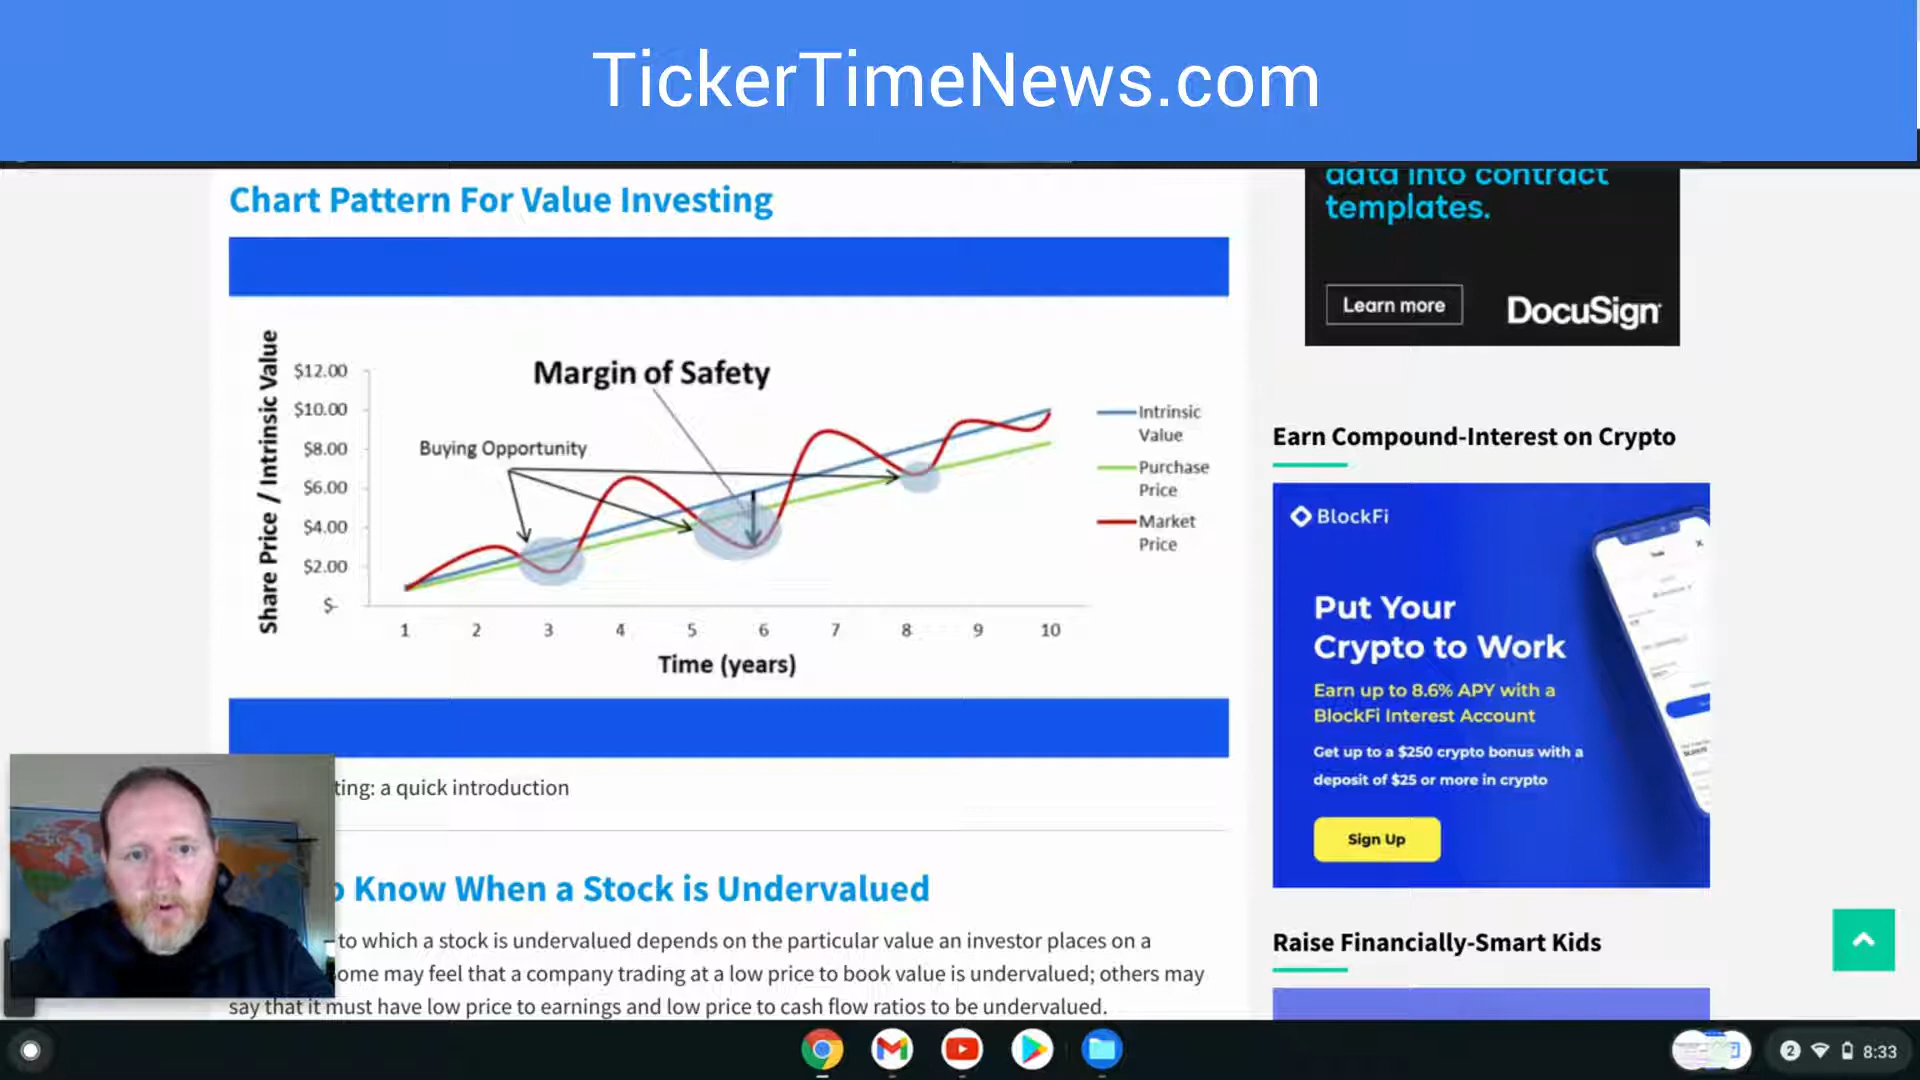 TickerTimeNews.com
Chart Pattern For Value Investing
Share Price / Intrinsic Value
$12.00
$10.00
$8.00
$6.00
$4.00
$2.00
$-
Margin of Safety
Buying Opportunity
Intrinsic
Value
Purchase
Price
Market
Price
1 2 3 4 5 6 7 8 9 10
Time (years)
ting: a quick introduction
Know When a Stock is Undervalued
to which a stock is undervalued depends on the particular value an investor places on a
ome may feel that a company trading at a low price to book value is undervalued; others may
say that it must have low price to earnings and low price to cash flow ratios to be undervalued.
data into contract
templates.
Learn more
DocuSign
Earn Compound-Interest on Crypto
BlockFi
Put Your
Crypto to Work
Earn up to 8.6% APY with a
BlockFi Interest Account
Get up to a $250 crypto bonus with a
deposit of $25 or more in crypto
Sign Up
Raise Financially-Smart Kids
2
8:33